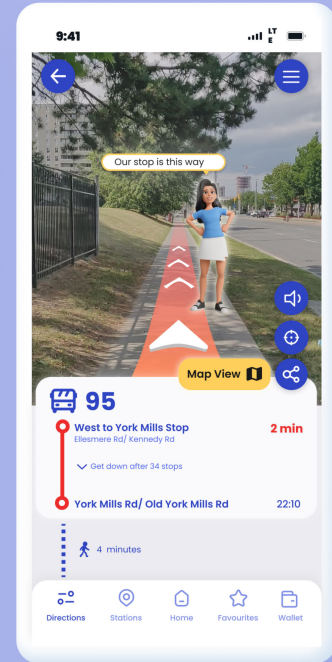 9:41
LT
E
Our stop is this way
Map View
95
West to York Mills Stop
2 min
Ellesmere Rd/ Kennedy Rd
Get down after 34 stops
York Mills Rd/ Old York Mills Rd
22:10
4 minutes
Directions
Stations
Home
Favourites
Wallet